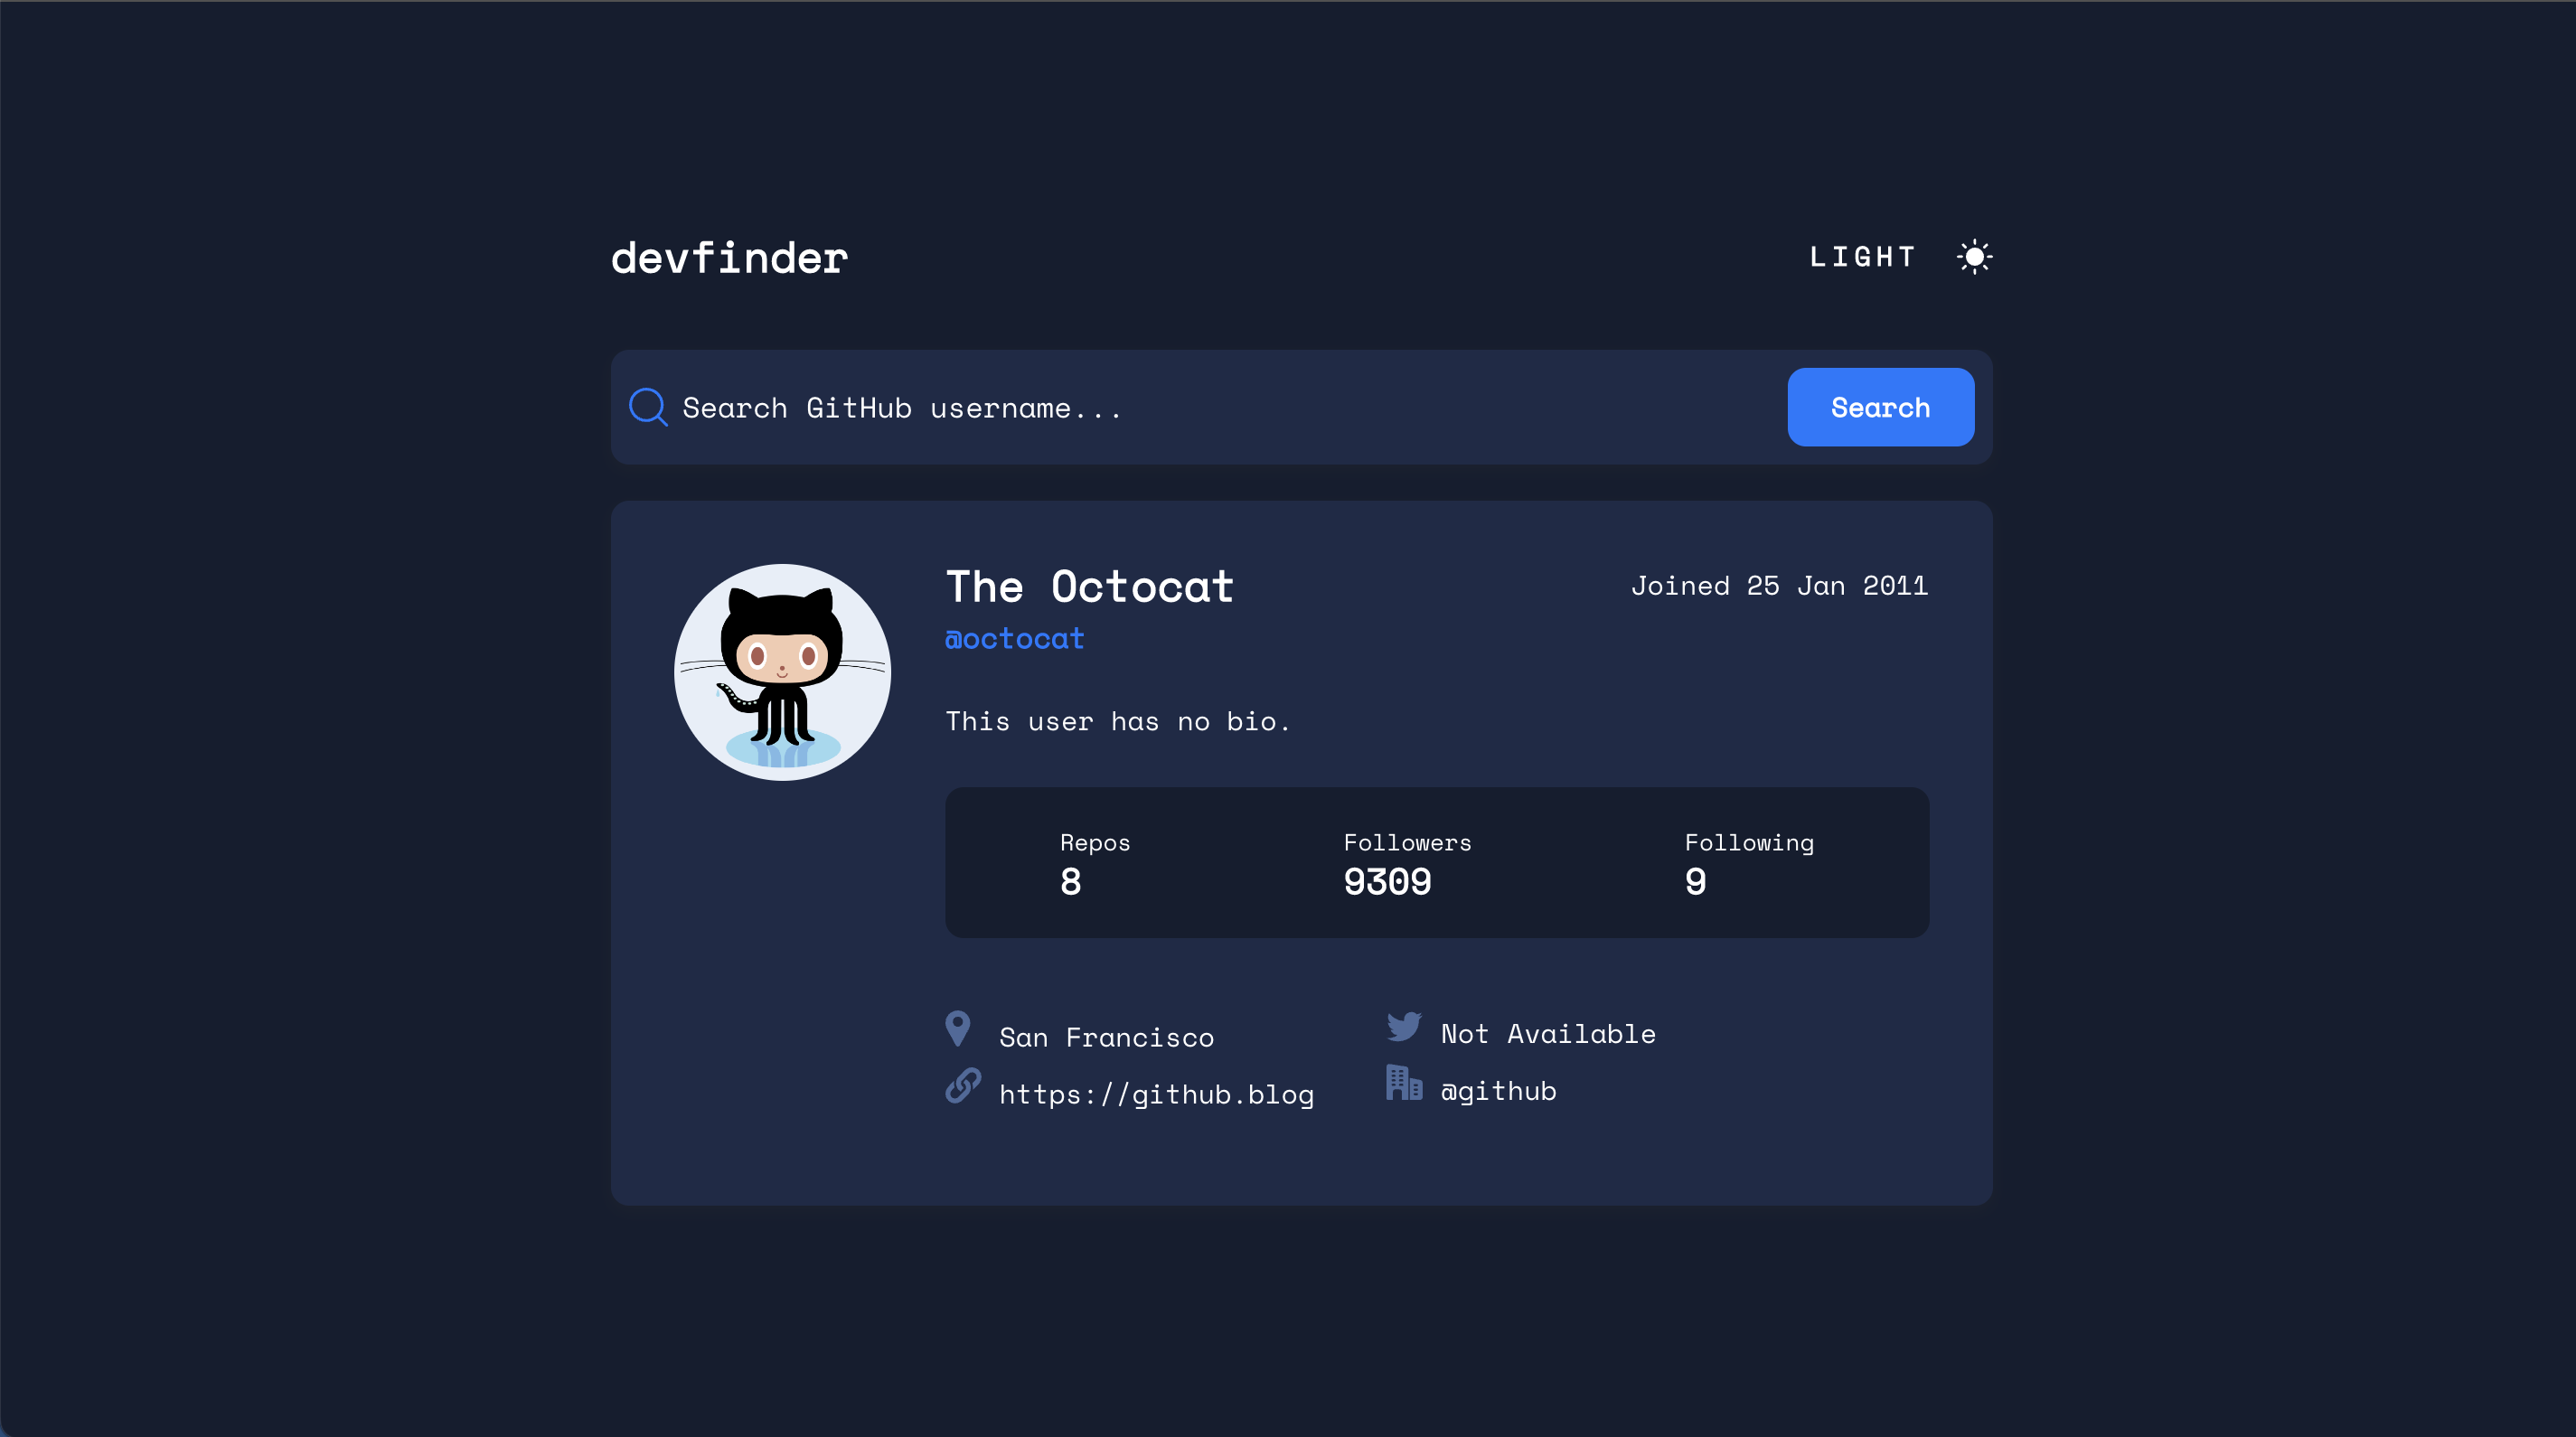 devfinder
LIGHT
Search GitHub username...
Search
The Octocat
Joined 25 Jan 2011
@octocat
This user has no bio.
Repos
8
Followers
9309
Following
9
San Francisco
Not Available
https://github.blog
@github